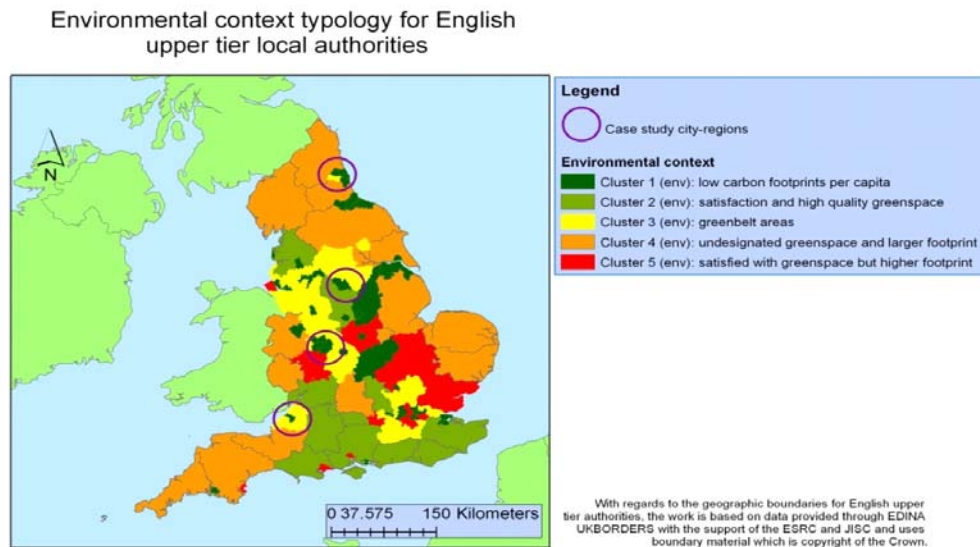 Environmental context typology for English
upper tier local authorities
N
0 37.575 150 Kilometers
Legend
Case study city-regions
Environmental context
Cluster 1 (env): low carbon footprints per capita
Cluster 2 (env): satisfaction and high quality greenspace
Cluster 3 (env): greenbelt areas
Cluster 4 (env): undesignated greenspace and larger footprint
Cluster 5 (env): satisfied with greenspace but higher footprint
With regards to the geographic boundaries for English upper
tier authorities, the work is based on data provided through EDINA
UKBORDERS with the support of the ESRC and JISC and uses
boundary material which is copyright of the Crown.